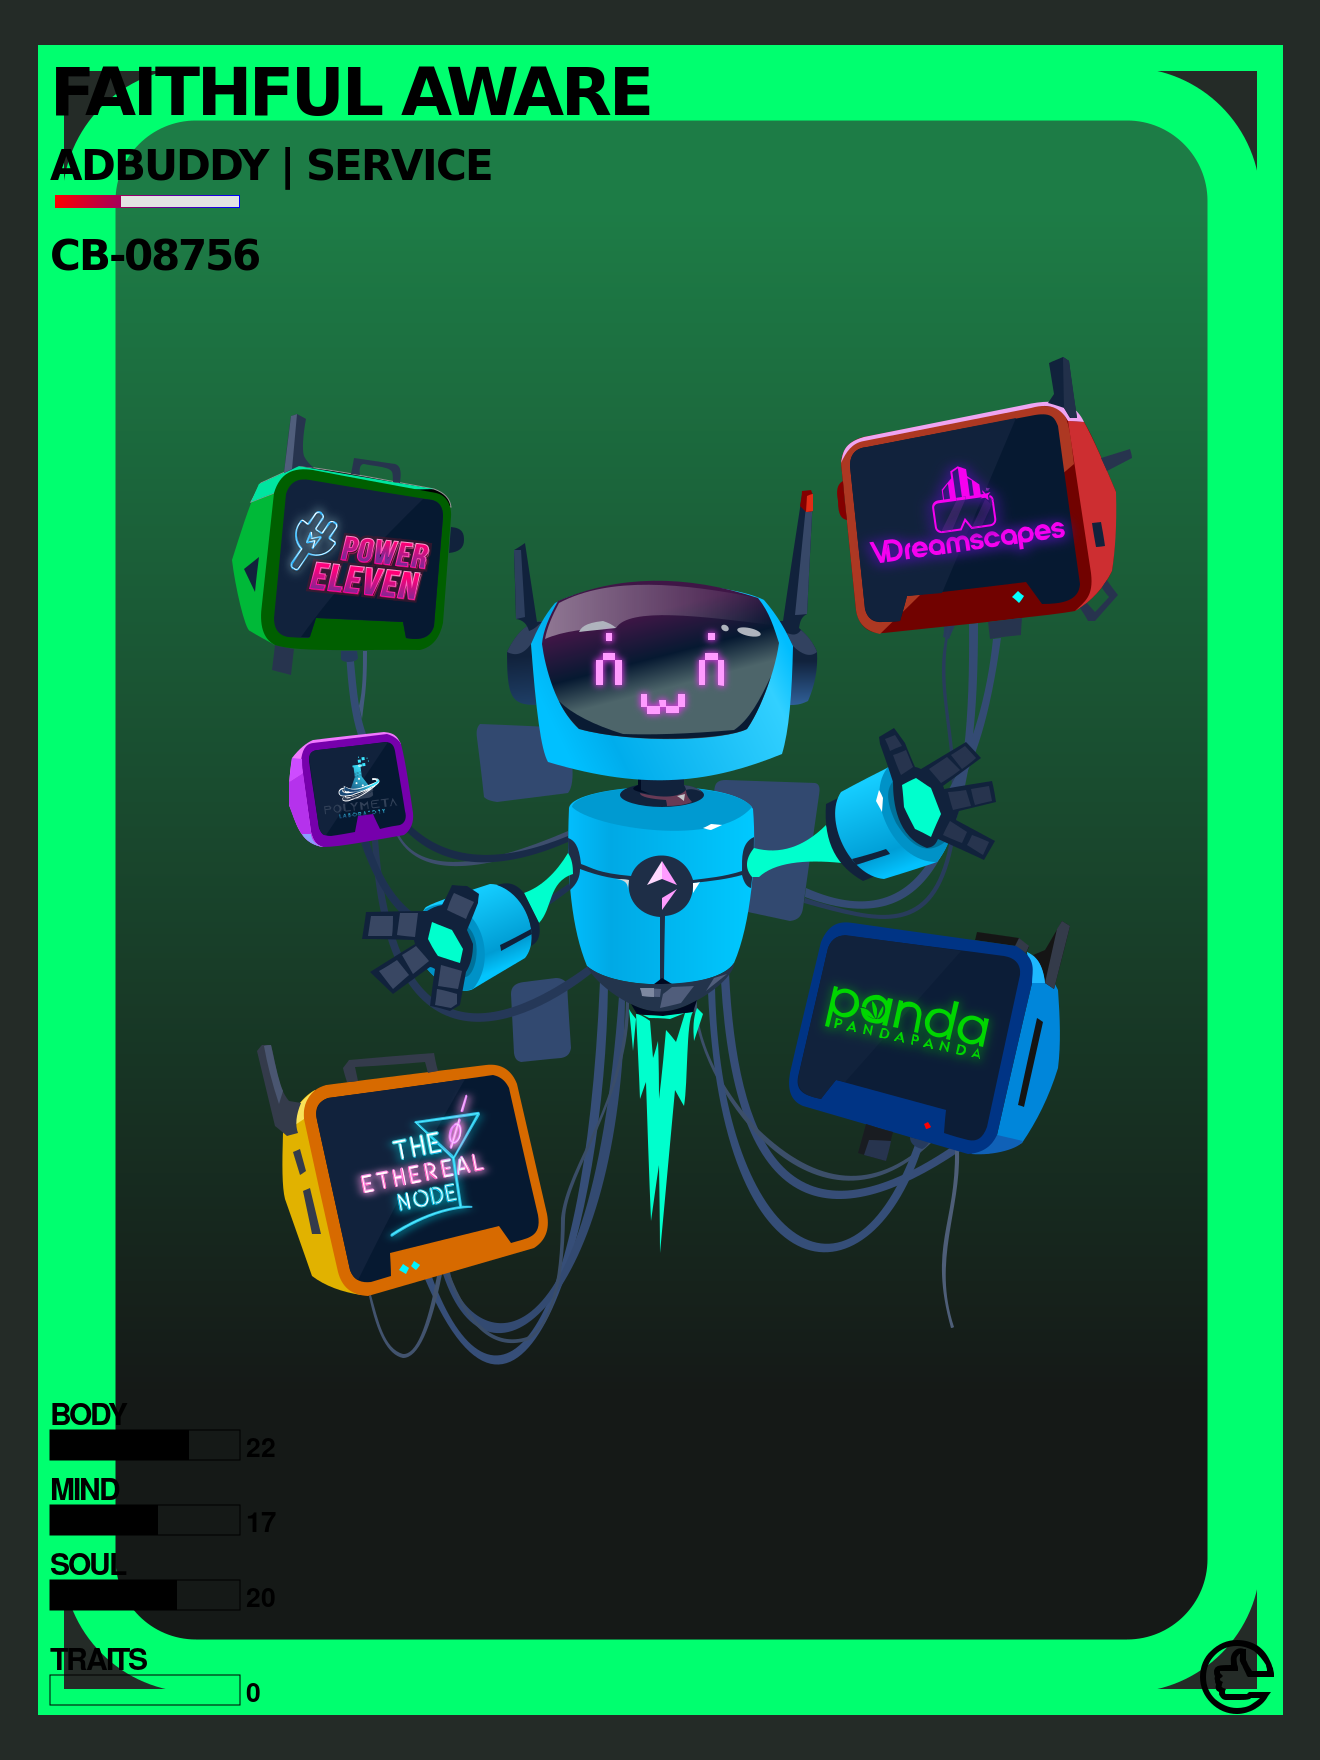 FAITHFUL AWARE
ADBUDDY | SERVICE
CB-08756
POWER
ELEVEN
VDreamscapes
POLYMETA
LABORATORY
panda
PANDAPANDA
THE
ETHEREAL
NODE
BODY
22
MIND
17
SOUL
20
TRAITS
0